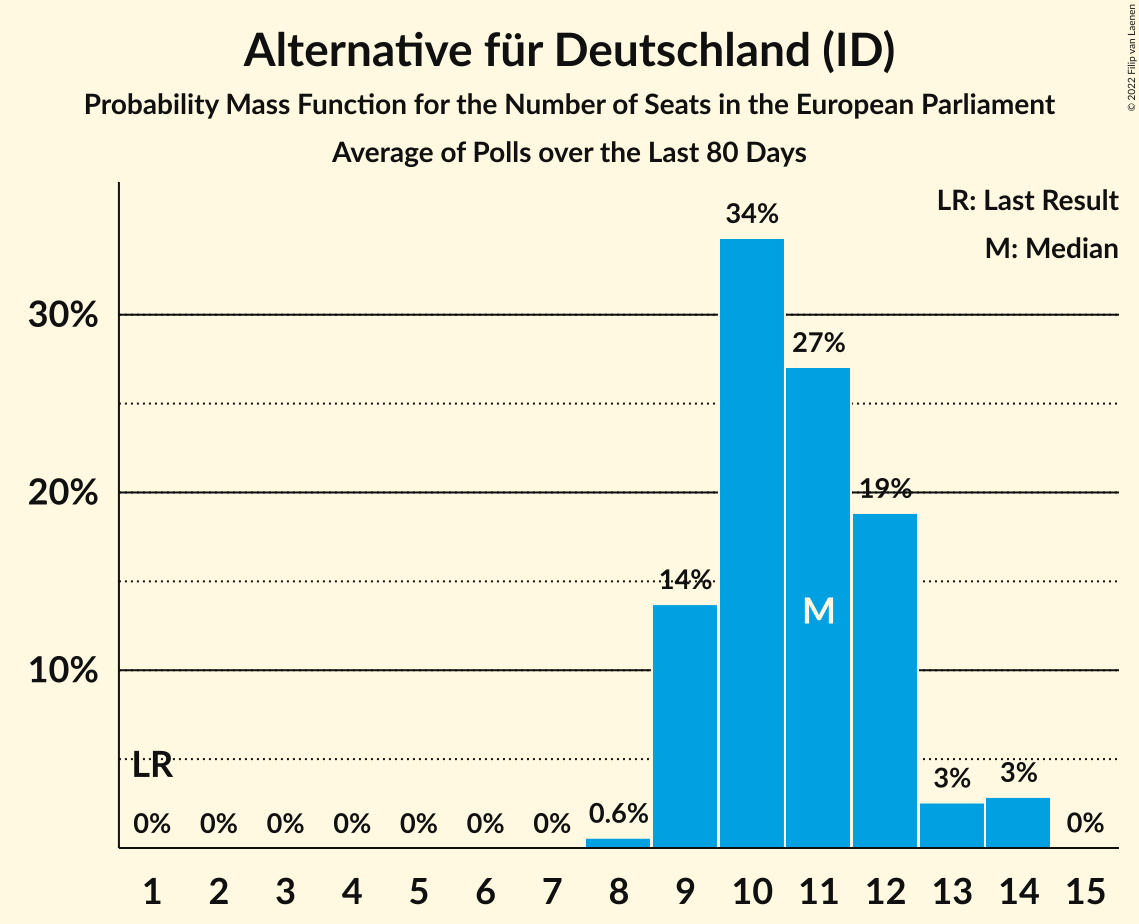 Alternative für Deutschland (ID)
Probability Mass Function for the Number of Seats in the European Parliament
Average of Polls over the Last 80 Days
© 2022 Filip van Laenen
LR: Last Result
M: Median
34%
30%
27%
20%
19%
14%
M
10%
LR
0% 0% 0% 0% 0% 0% 0% 0.6% 3% 3% 0%
1 2 3 4 5 6 7 8 9 10 11 12 13 14 15